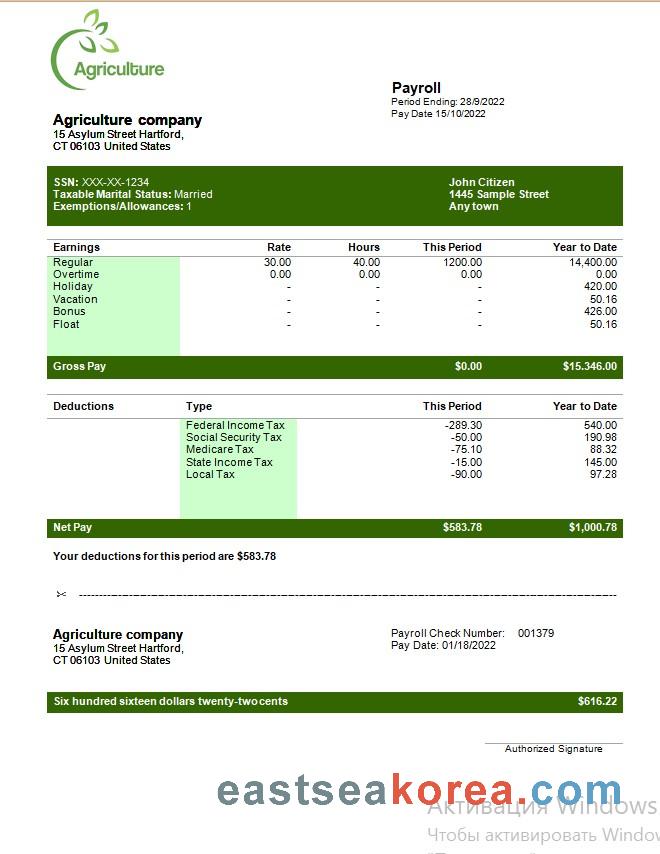 Agriculture
Payroll
Period Ending: 28/9/2022
Pay Date 15/10/2022
Agriculture company
15 Asylum Street Hartford,
CT 06103 United States
SSN: XXX-XX-1234
Taxable Marital Status: Married
Exemptions/Allowances: 1
John Citizen
1445 Sample Street
Any town
Earnings Rate Hours This Period Year to Date
Regular 30.00 40.00 1200.00 14,400.00
Overtime 0.00 0.00 0.00 0.00
Holiday - - - 420.00
Vacation - - - 50.16
Bonus - - - 426.00
Float - - - 50.16
Gross Pay $0.00 $15.346.00
Deductions Type This Period Year to Date
Federal Income Tax -289.30 540.00
Social Security Tax -50.00 190.98
Medicare Tax -75.10 88.32
State Income Tax -15.00 145.00
Local Tax -90.00 97.28
Net Pay $583.78 $1,000.78
Your deductions for this period are $583.78
Agriculture company
15 Asylum Street Hartford,
CT 06103 United States
Payroll Check Number: 001379
Pay Date: 01/18/2022
Six hundred sixteen dollars twenty-two cents $616.22
Authorized Signature
eastseakorea.com
Активация Windows
Чтобы активировать Window